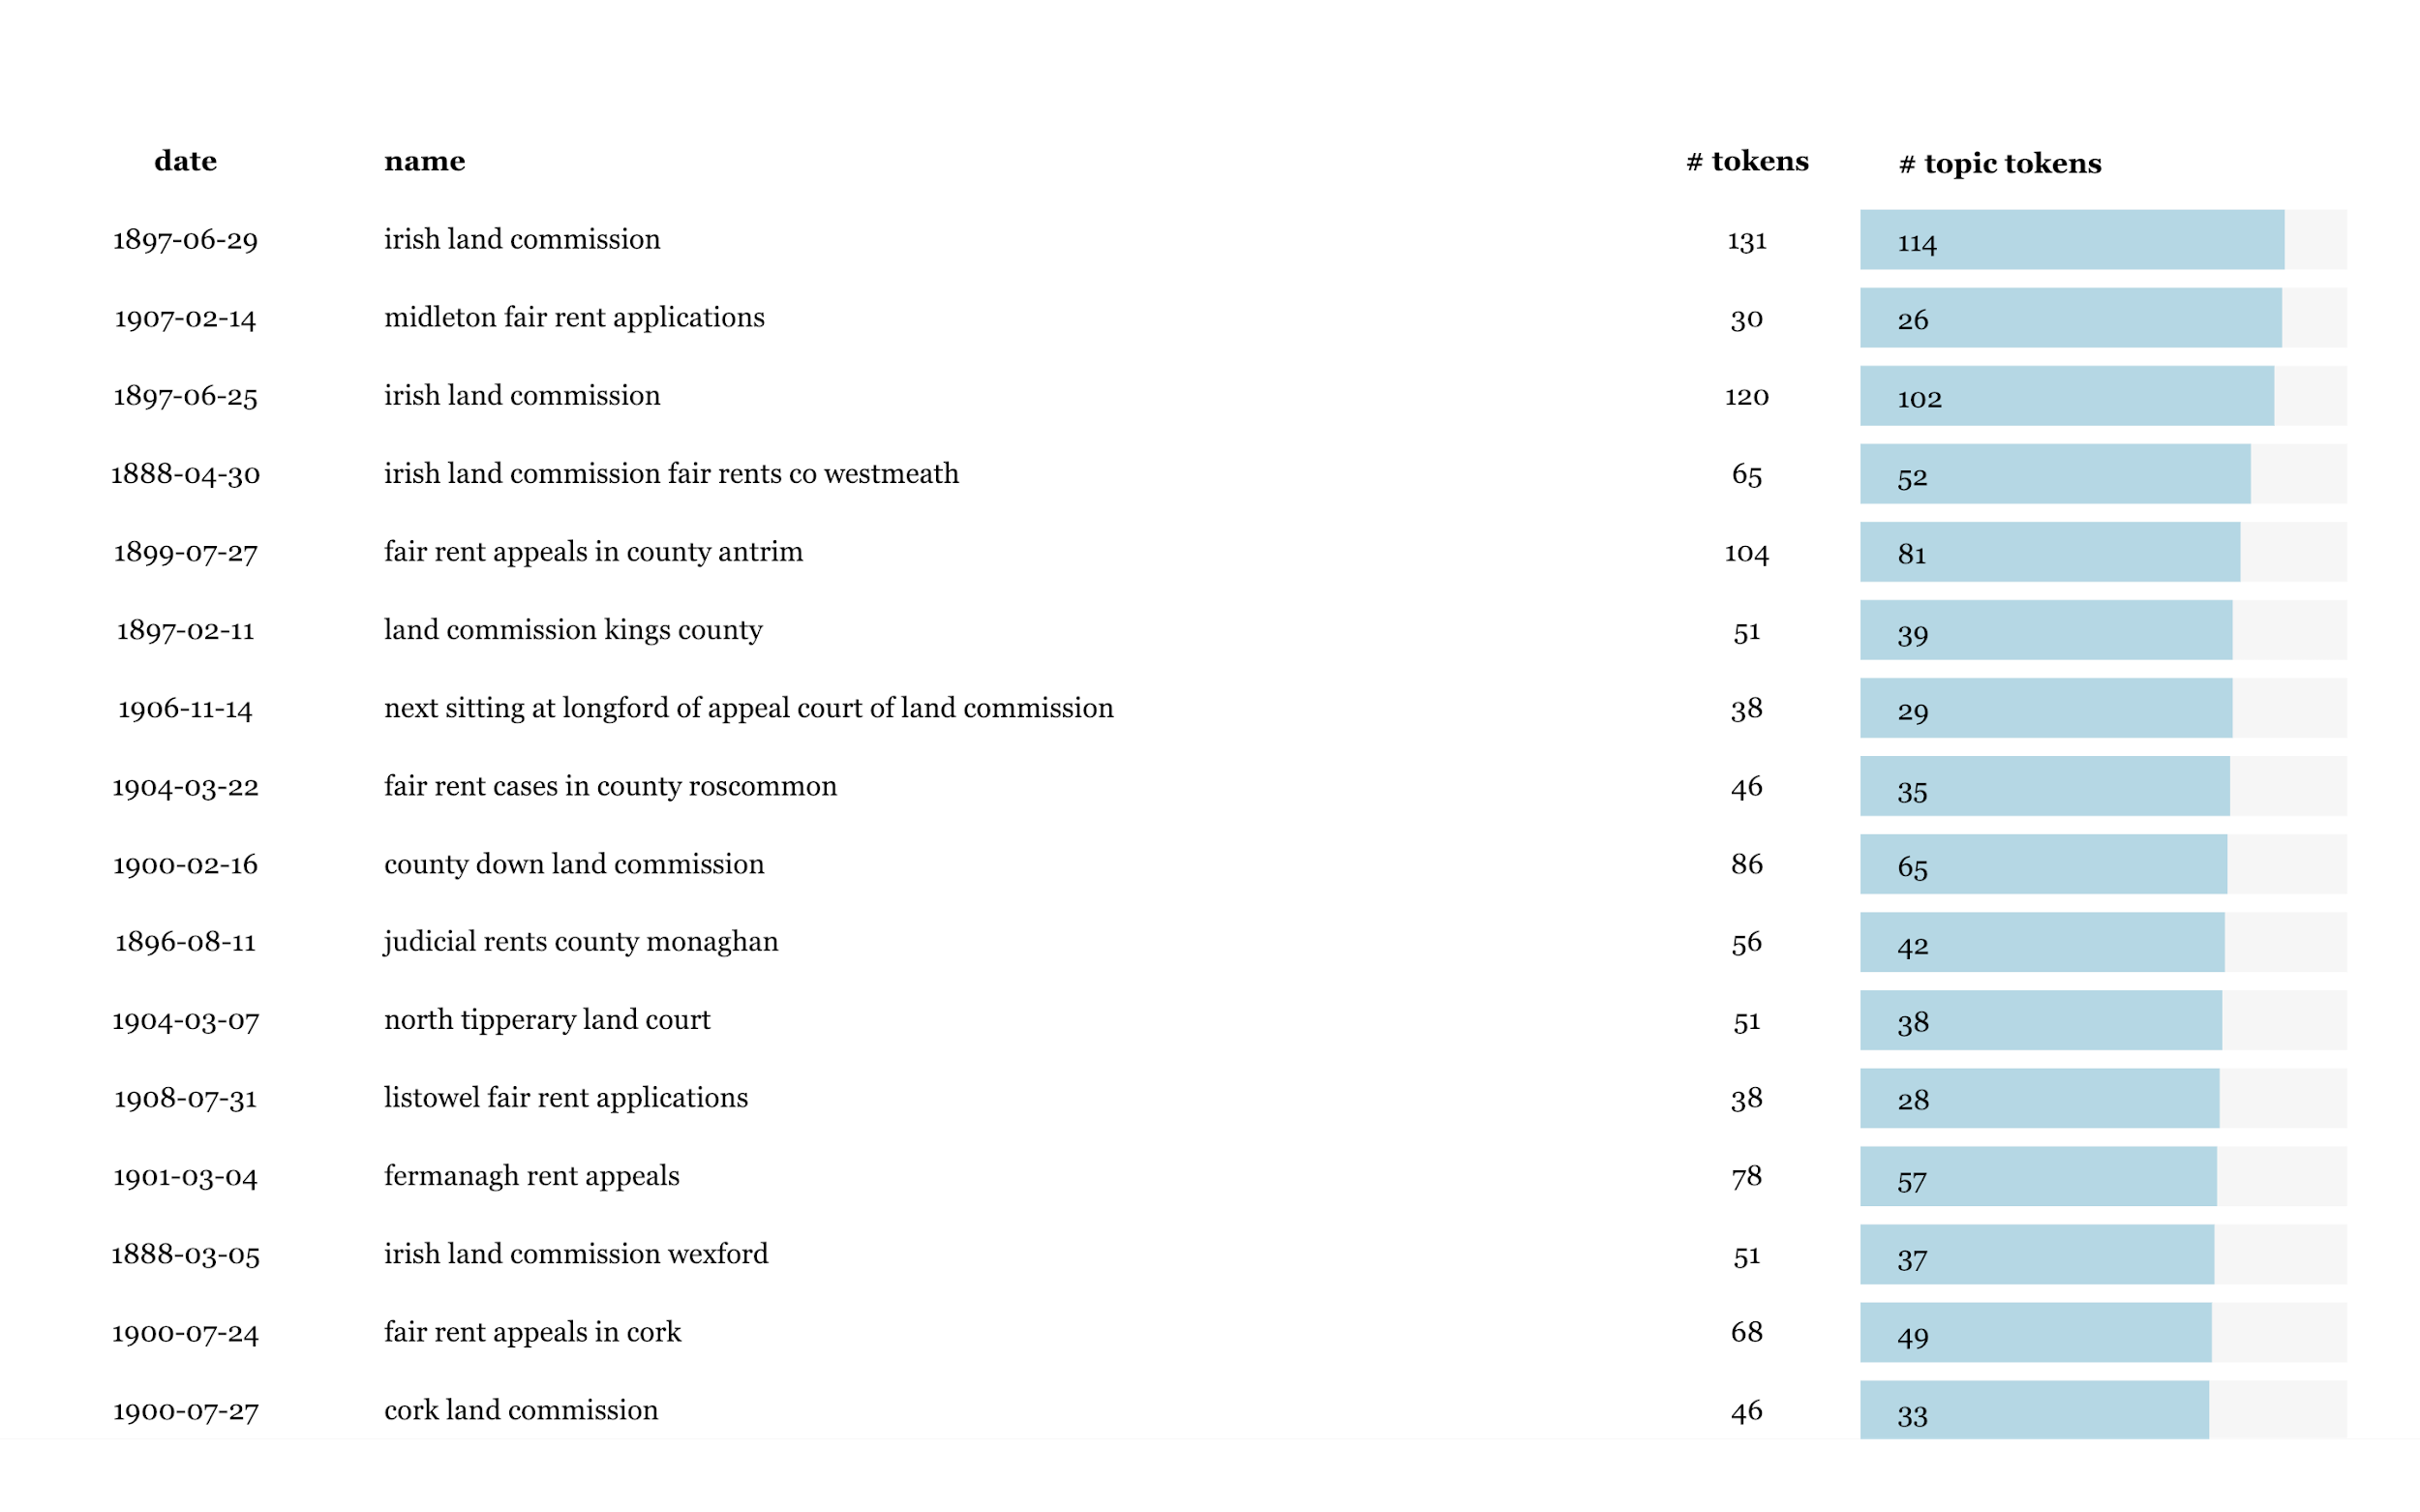 date name # tokens # topic tokens
1897-06-29 irish land commission 131 114
1907-02-14 midleton fair rent applications 30 26
1897-06-25 irish land commission 120 102
1888-04-30 irish land commission fair rents co westmeath 65 52
1899-07-27 fair rent appeals in county antrim 104 81
1897-02-11 land commission kings county 51 39
1906-11-14 next sitting at longford of appeal court of land commission 38 29
1904-03-22 fair rent cases in county roscommon 46 35
1900-02-16 county down land commission 86 65
1896-08-11 judicial rents county monaghan 56 42
1904-03-07 north tipperary land court 51 38
1908-07-31 listowel fair rent applications 38 28
1901-03-04 fermanagh rent appeals 78 57
1888-03-05 irish land commission wexford 51 37
1900-07-24 fair rent appeals in cork 68 49
1900-07-27 cork land commission 46 33